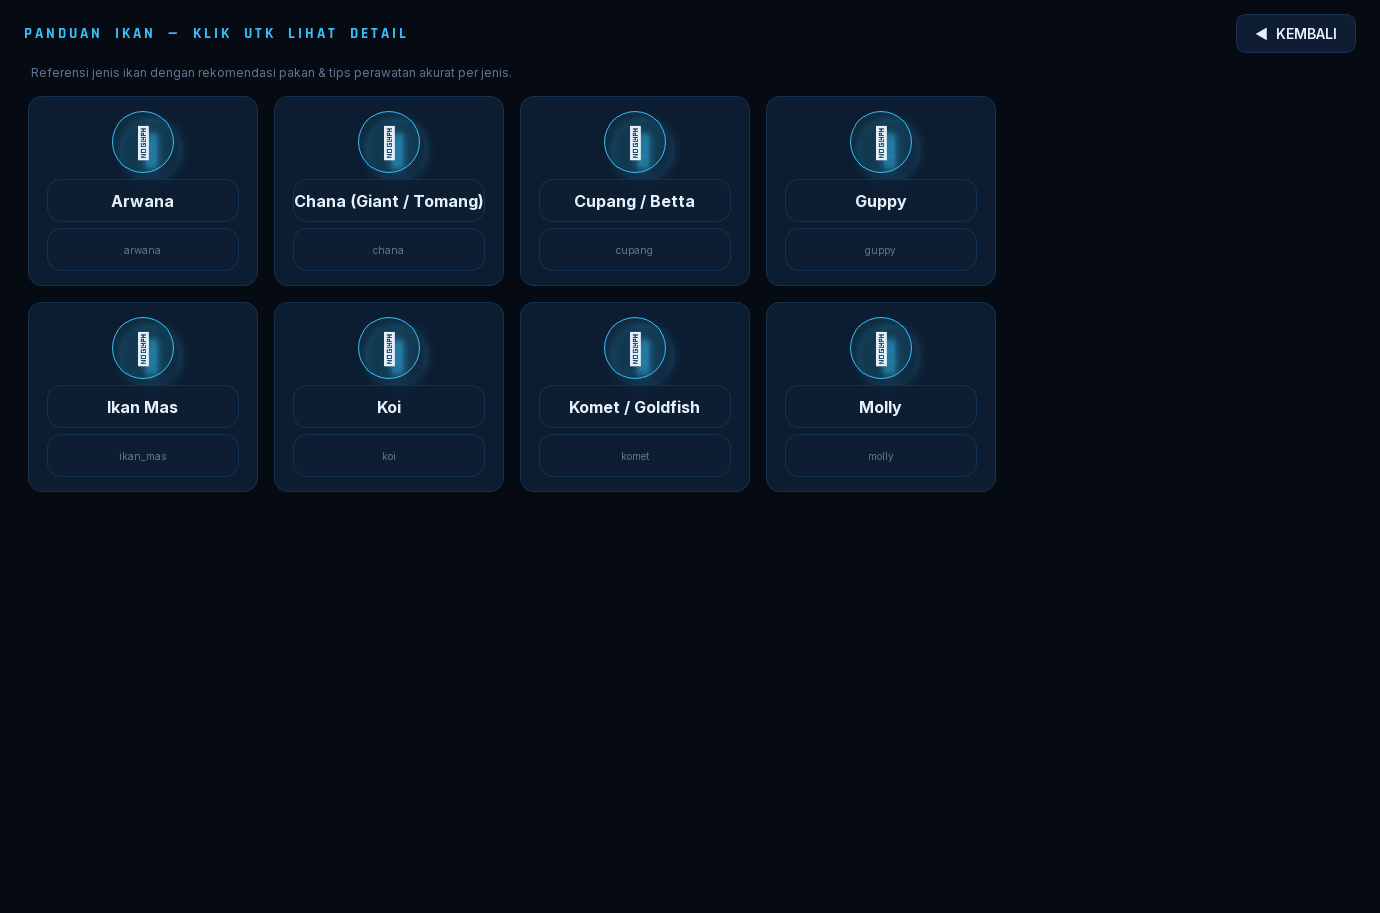 PANDUAN IKAN — KLIK UTK LIHAT DETAIL
◀ KEMBALI
Referensi jenis ikan dengan rekomendasi pakan & tips perawatan akurat per jenis.
NO GLYPH
NO GLYPH
NO GLYPH
NO GLYPH
Arwana
Chana (Giant / Tomang)
Cupang / Betta
Guppy
arwana
chana
cupang
guppy
NO GLYPH
NO GLYPH
NO GLYPH
NO GLYPH
Ikan Mas
Koi
Komet / Goldfish
Molly
ikan_mas
koi
komet
molly